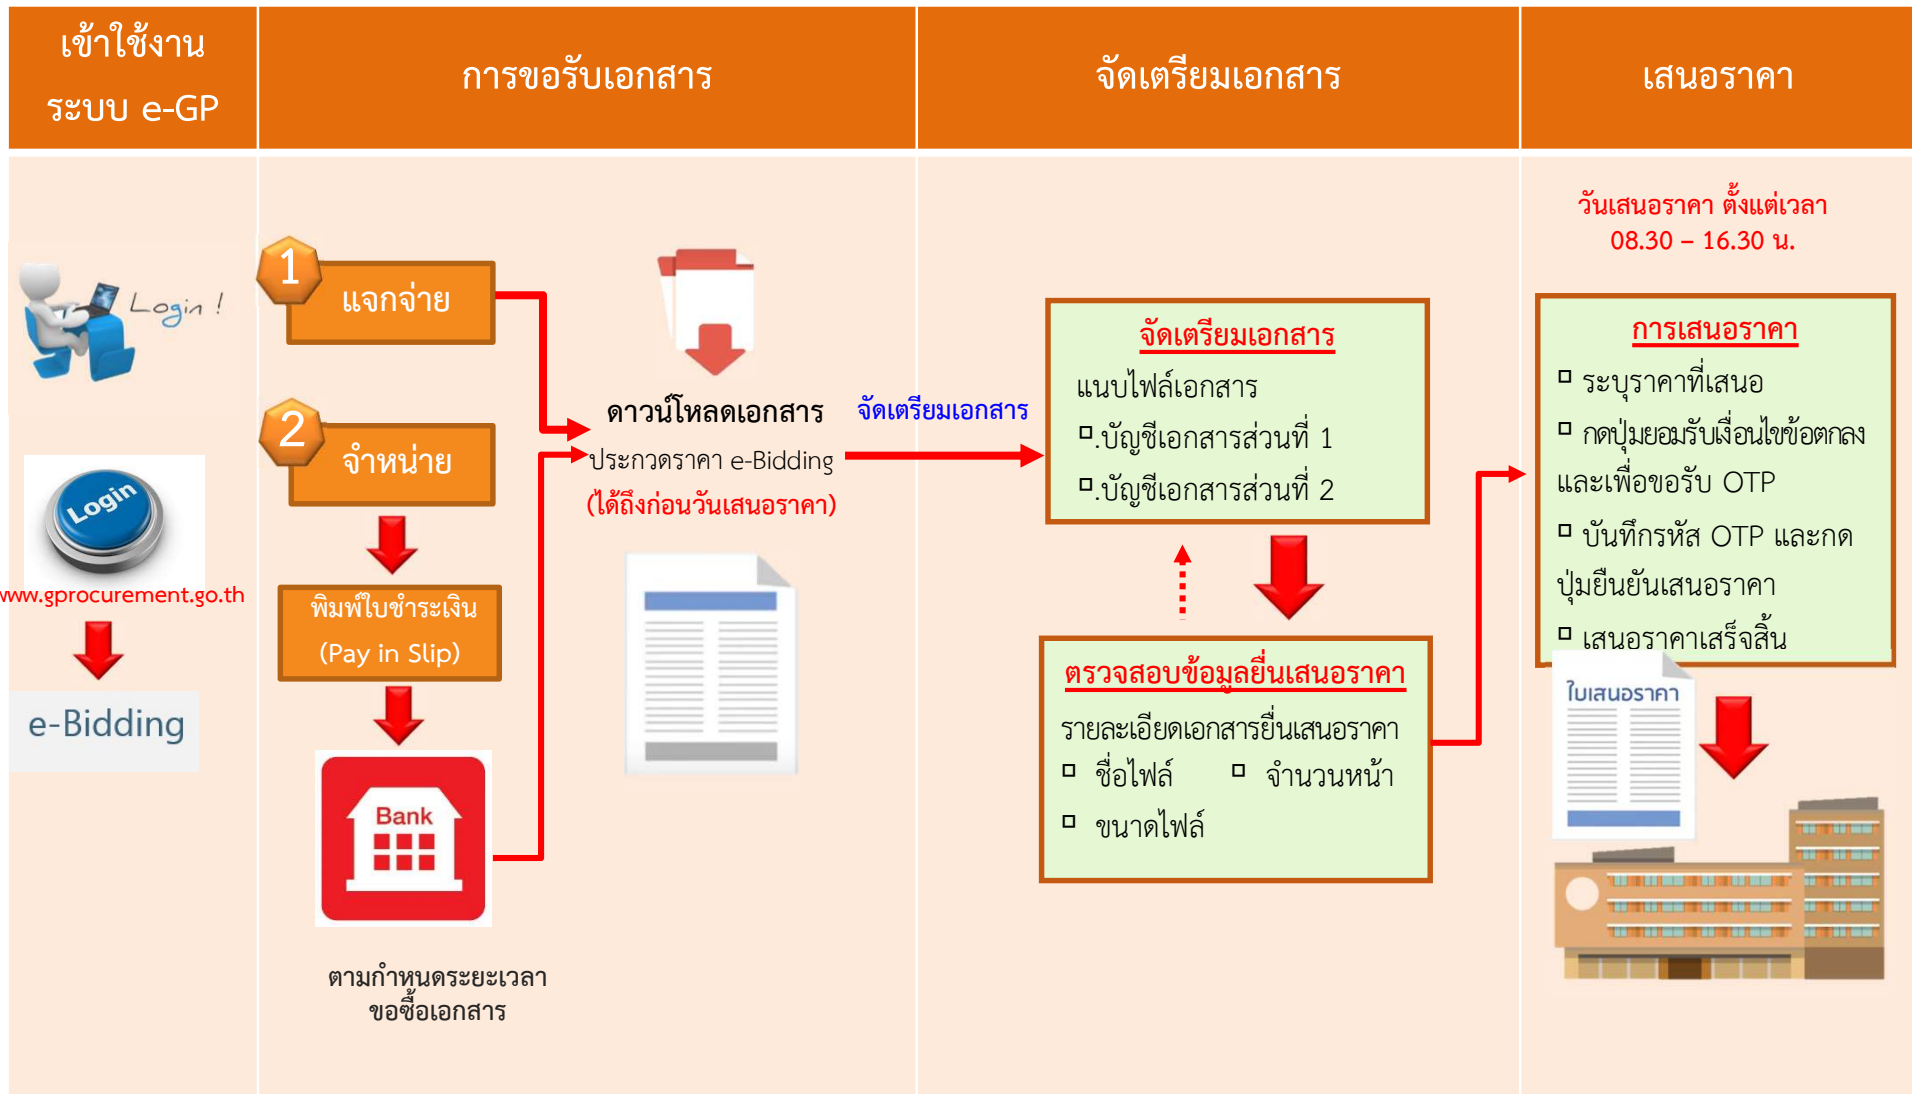 เข้าใช้งาน
ระบบ e-GP
การขอรับเอกสาร
จัดเตรียมเอกสาร
เสนอราคา
Login !
Login
www.gprocurement.go.th
e-Bidding
1
แจกจ่าย
2
จำหน่าย
พิมพ์ใบชำระเงิน
(Pay in Slip)
Bank
ตามกำหนดระยะเวลา
ขอซื้อเอกสาร
ดาวน์โหลดเอกสาร
ประกวดราคา e-Bidding
(ได้ถึงก่อนวันเสนอราคา)
จัดเตรียมเอกสาร
จัดเตรียมเอกสาร
แนบไฟล์เอกสาร
.บัญชีเอกสารส่วนที่ 1
.บัญชีเอกสารส่วนที่ 2
ตรวจสอบข้อมูลยื่นเสนอราคา
รายละเอียดเอกสารยื่นเสนอราคา
ชื่อไฟล์ จำนวนหน้า
ขนาดไฟล์
วันเสนอราคา ตั้งแต่เวลา
08.30 – 16.30 น.
การเสนอราคา
ระบุราคาที่เสนอ
กดปุ่มยอมรับเงื่อนไขข้อตกลง
และเพื่อขอรับ OTP
บันทึกรหัส OTP และกด
ปุ่มยืนยันเสนอราคา
เสนอราคาเสร็จสิ้น
ใบเสนอราคา